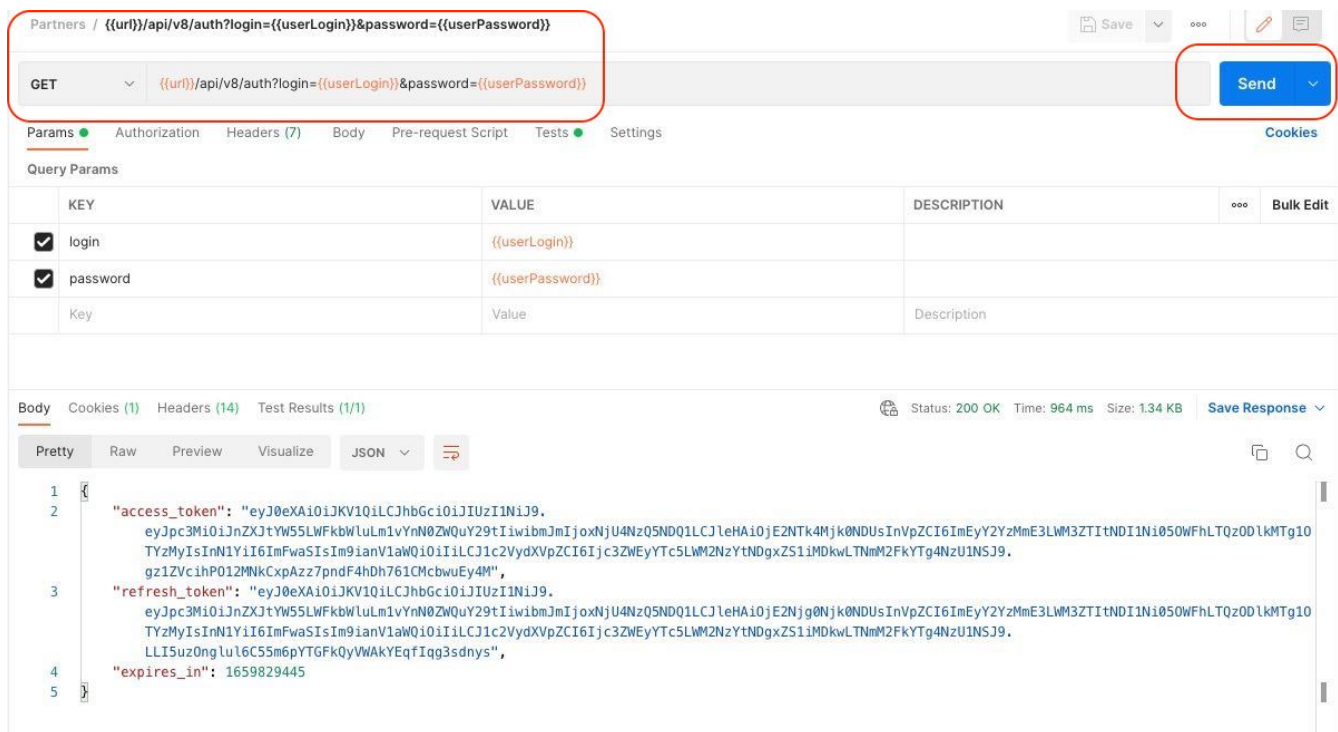 Partners / {{url}}/api/v8/auth?login={{userLogin}}&password={{userPassword}}
Save
GET {{url}}/api/v8/auth?login={{userLogin}}&password={{userPassword}}
Send
Params Authorization Headers (7) Body Pre-request Script Tests Settings
Cookies
Query Params
KEY VALUE DESCRIPTION ooo Bulk Edit
login {{userLogin}}
password {{userPassword}}
Key Value Description
Body Cookies (1) Headers (14) Test Results (1/1)
Status: 200 OK Time: 964 ms Size: 1.34 KB Save Response
Pretty Raw Preview Visualize JSON
1 {
2 "access_token": "eyJ0eXAiOiJKV1QiLCJhbGciOiJIUzI1NiJ9.
eyJpc3MiOiJnZXJtYW55LWFkbWluLm1vYnN0ZWQuY29tIiwibmJmIjoxNjU4NzQ5NDQ1LCJleHAiOjE2NTk4Mjk0NDUsInVpZCI6ImEyY2YzMmE3LWM3ZTItNDI1Ni05OWFhLTQzODlkMTg1O
TYzMyIsInN1YiI6ImFwaSIsIm9ianV1aWQiOiIiLCJ1c2VydXVpZCI6Ijc3ZWEyYTc5LWM2NzYtNDgxZS1iMDkwLTNmM2FkYTg4NzU1NSJ9.
gz1ZVcihPO12MNkCxpAzz7pndF4hDh761CMcbwuEy4M",
3 "refresh_token": "eyJ0eXAiOiJKV1QiLCJhbGciOiJIUzI1NiJ9.
eyJpc3MiOiJnZXJtYW55LWFkbWluLm1vYnN0ZWQuY29tIiwibmJmIjoxNjU4NzQ5NDQ1LCJleHAiOjE2Njg0Njk0NDUsInVpZCI6ImEyY2YzMmE3LWM3ZTItNDI1Ni05OWFhLTQzODlkMTg1O
TYzMyIsInN1YiI6ImFwaSIsIm9ianV1aWQiOiIiLCJ1c2VydXVpZCI6Ijc3ZWEyYTc5LWM2NzYtNDgxZS1iMDkwLTNmM2FkYTg4NzU1NSJ9.
LLI5uzOnglul6C55m6pYTGFkQyVWAkYEqfIqg3sdnys",
4 "expires_in": 1659829445
5 }